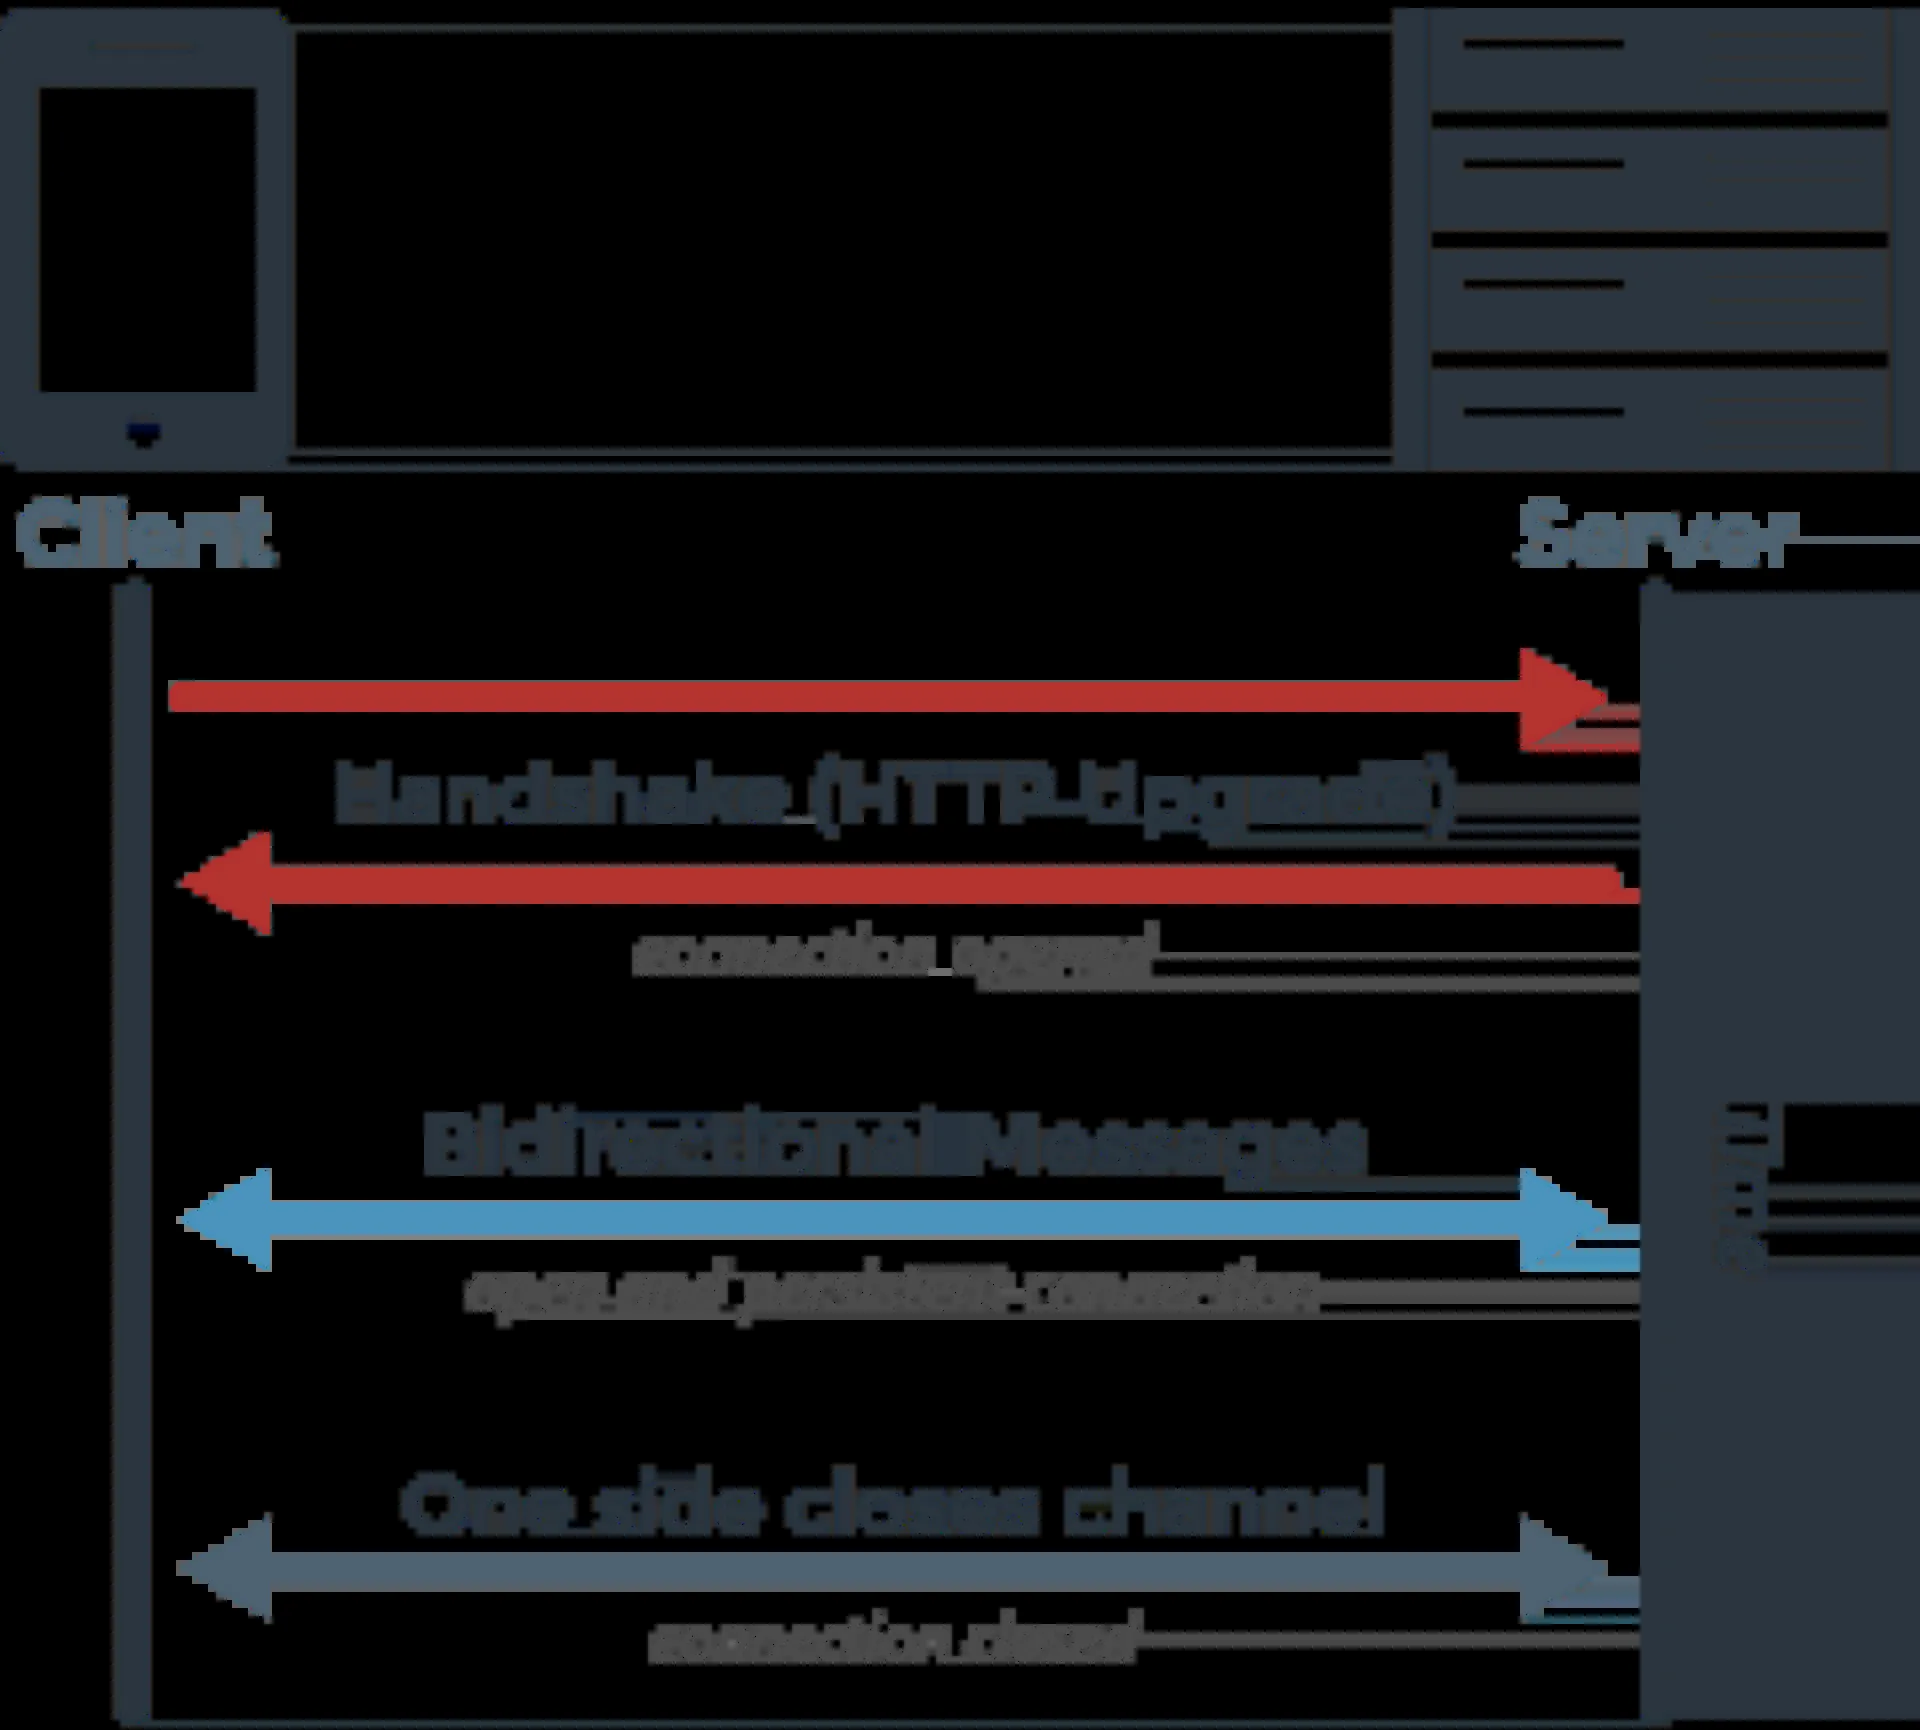 Client
Server
Handshake (HTTP Upgrade)
connection opened
Bidirectional Messages
open and persistent connection
Time
One side closes channel
connection closed